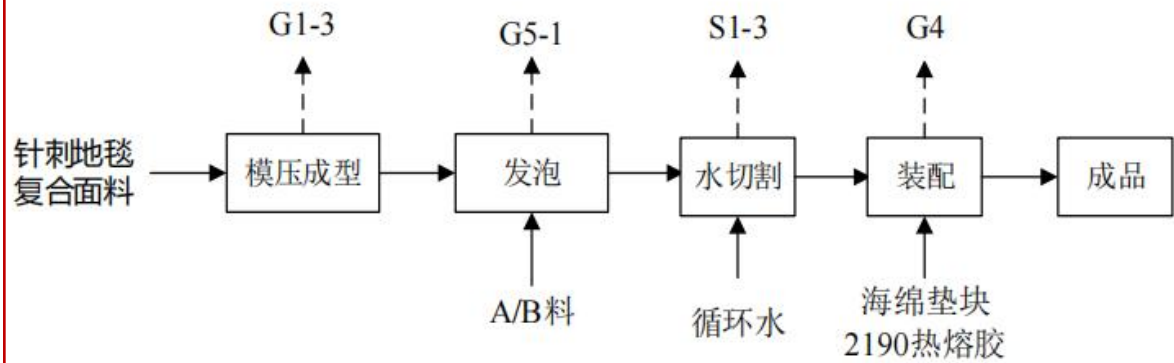 G1-3
G5-1
S1-3
G4
针刺地毯
复合面料
模压成型
发泡
水切割
装配
成品
A/B料
循环水
海绵垫块
2190热熔胶